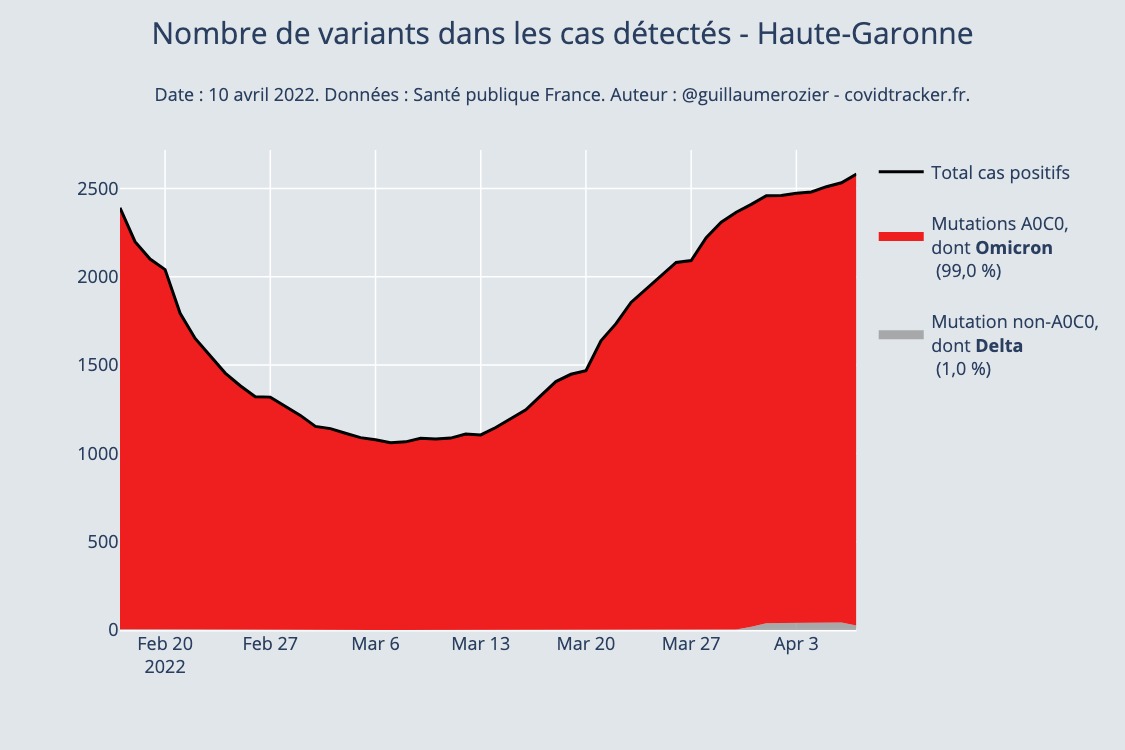 Nombre de variants dans les cas détectés - Haute-Garonne
Date : 10 avril 2022. Données : Santé publique France. Auteur : @guillaumerozier - covidtracker.fr.
2500
2000
1500
1000
500
0
Feb 20
2022
Feb 27
Mar 6
Mar 13
Mar 20
Mar 27
Apr 3
Total cas positifs
Mutations A0C0,
dont Omicron
(99,0 %)
Mutation non-A0C0,
dont Delta
(1,0 %)